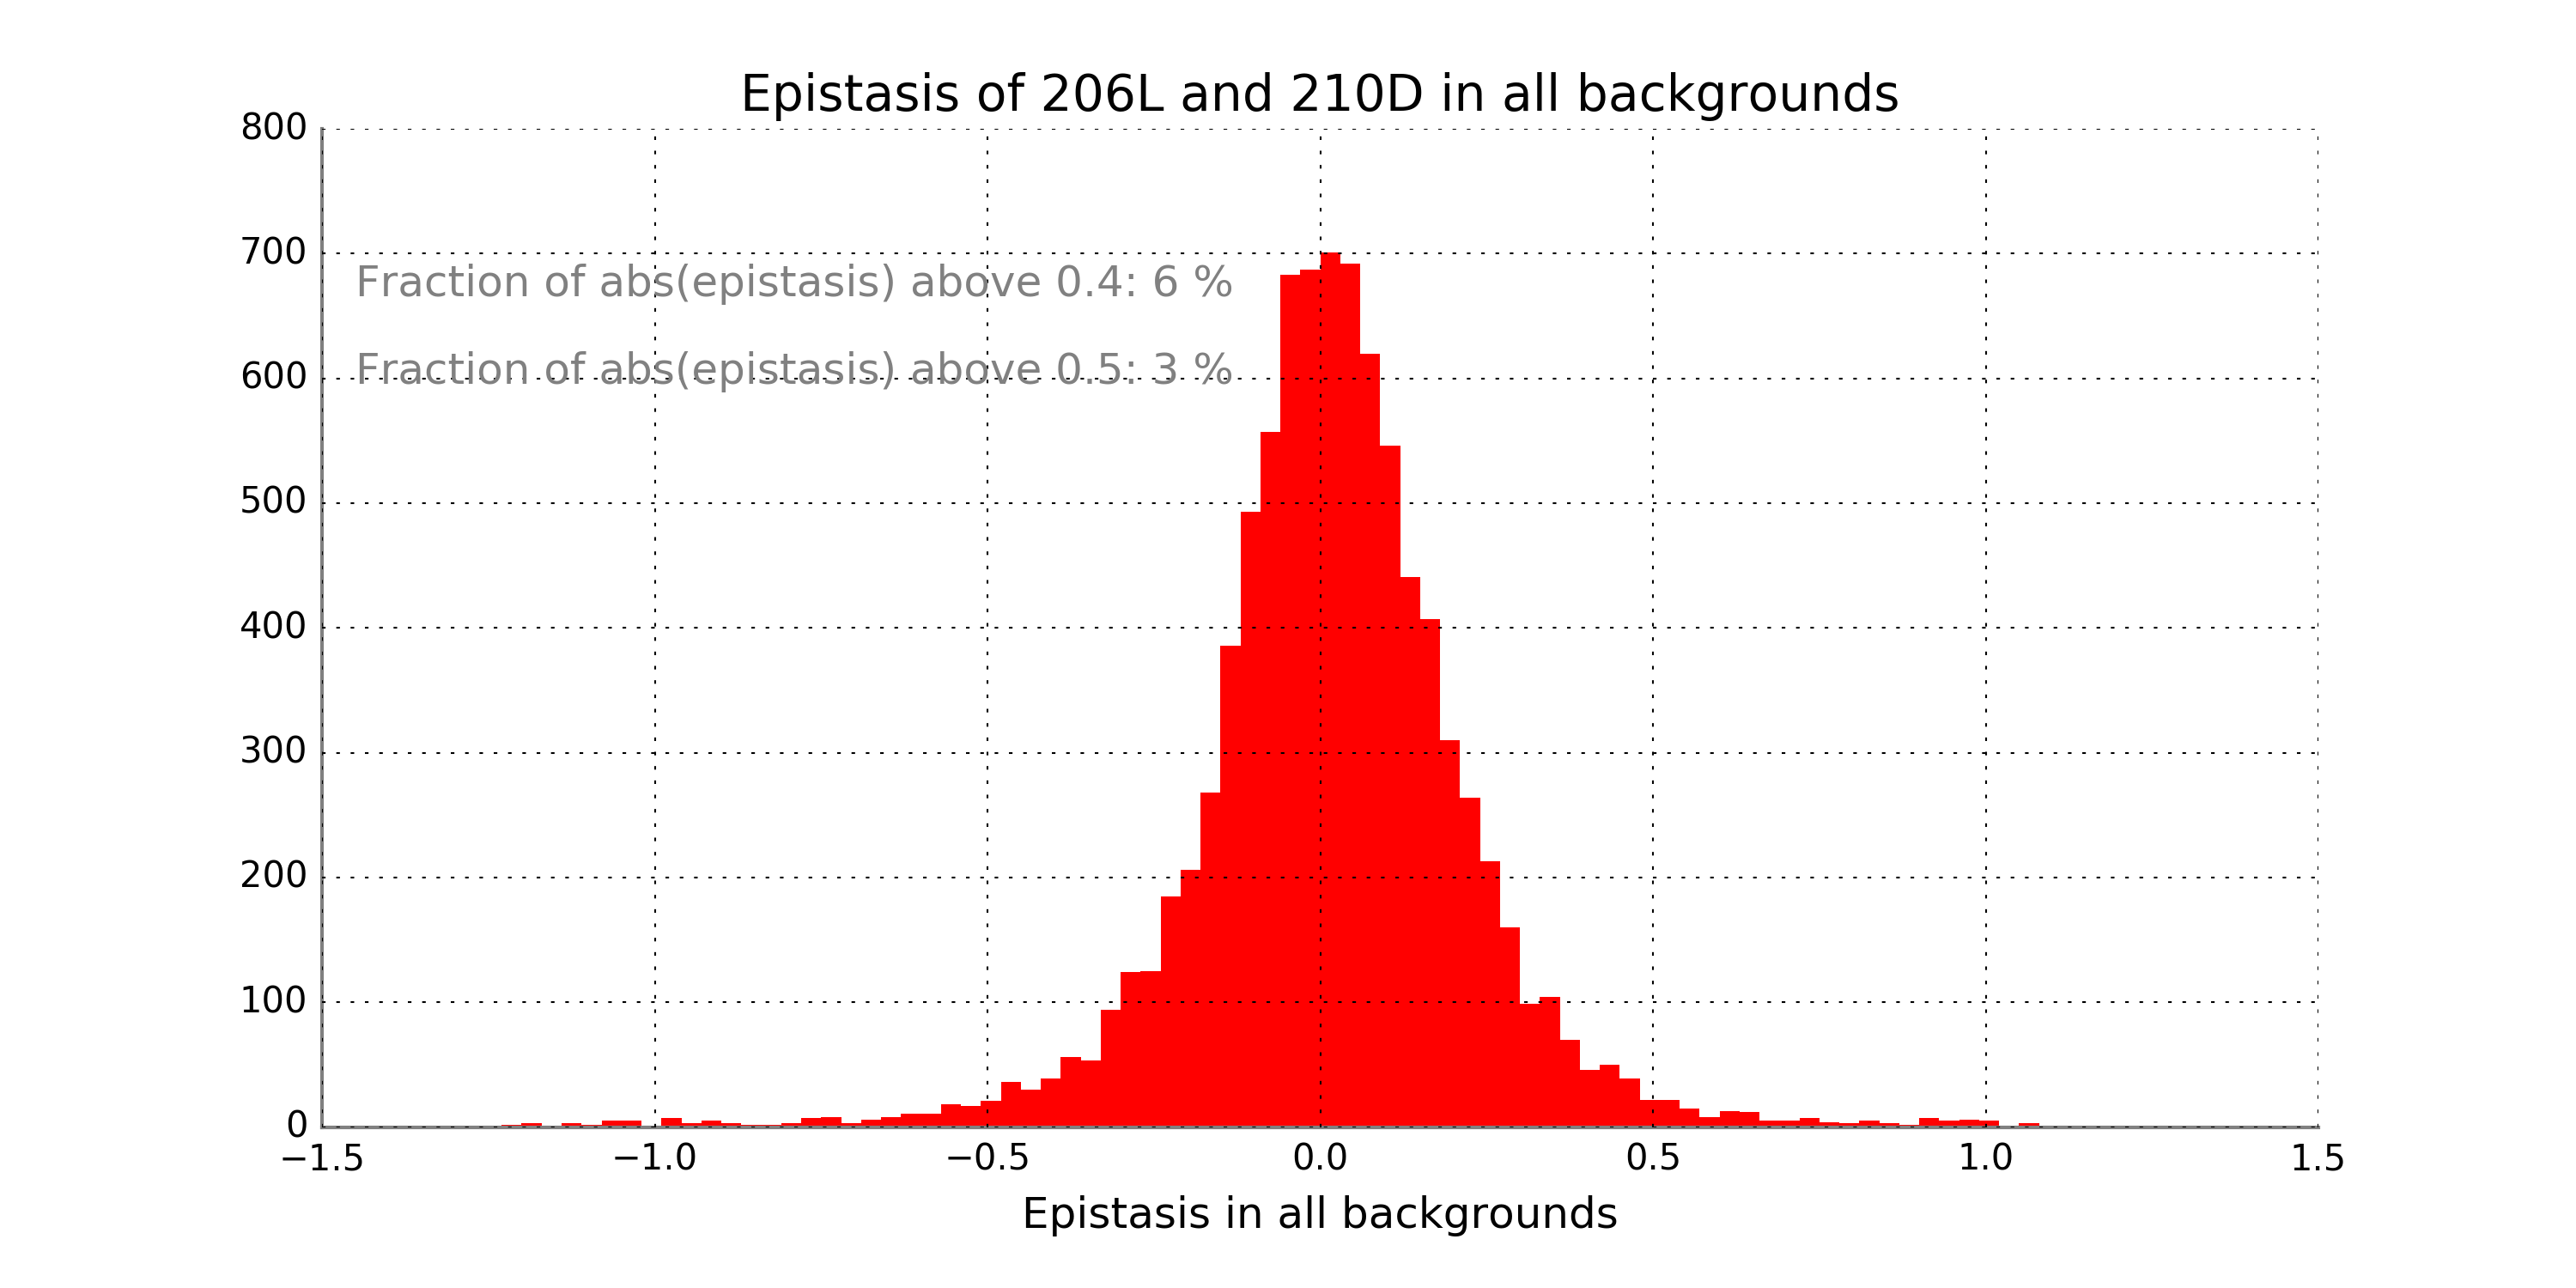 Epistasis of 206L and 210D in all backgrounds
800
700
Fraction of abs(epistasis) above 0.4: 6 %
600
Fraction of abs(epistasis) above 0.5: 3 %
500
400
300
200
100
0
−1.5 −1.0 −0.5 0.0 0.5 1.0 1.5
Epistasis in all backgrounds